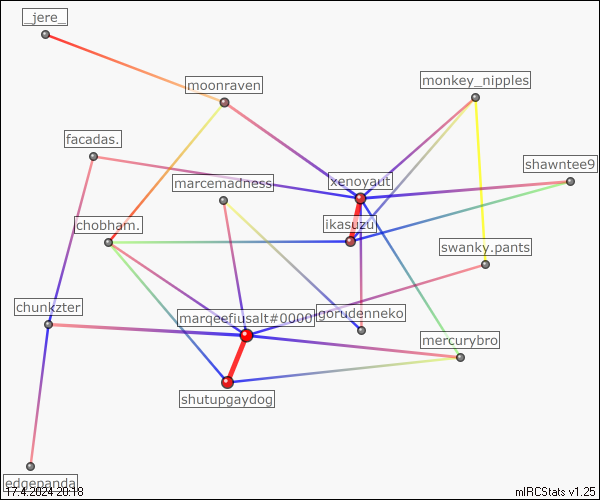 _jere_
moonraven
monkey_nipples
facadas.
shawntee9
marcemadness
xenoyaut
chobham.
ikasuzu
swanky.pants
chunkzter
marqeefiusalt#0000
gorudenneko
mercurybro
shutupgaydog
edgepanda
17.4.2024 20:18
mIRCStats v1.25